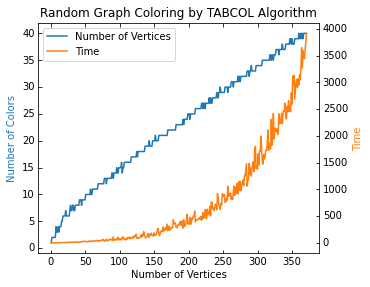 Random Graph Coloring by TABCOL Algorithm
Number of Vertices
Time
40
35
30
25
20
15
10
5
0
Number of Colors
4000
3500
3000
2500
2000
1500
1000
500
0
Time
0 50 100 150 200 250 300 350
Number of Vertices